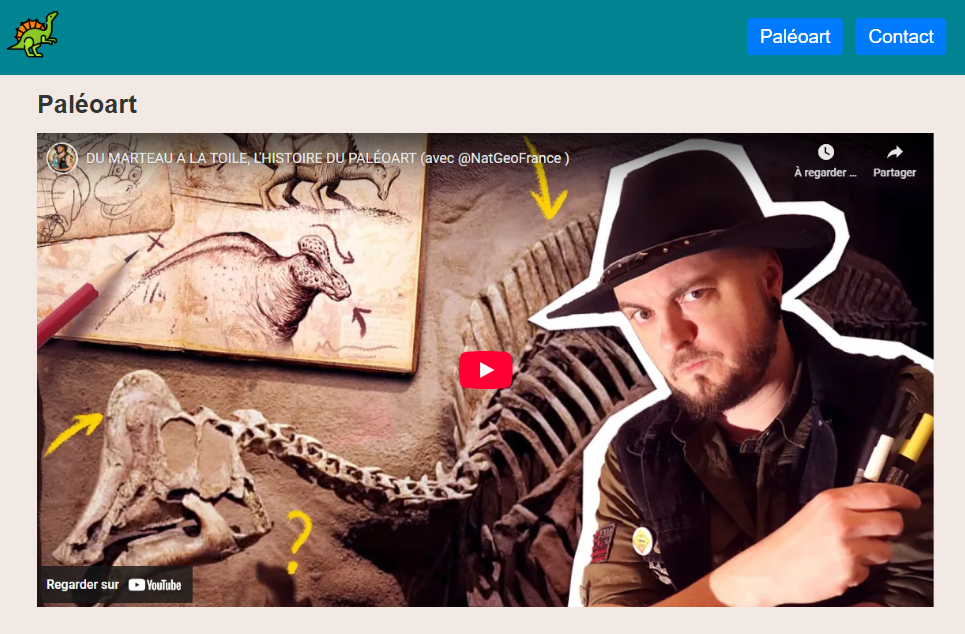 Paléoart
Contact
Paléoart
DU MARTEAU A LA TOILE, L'HISTOIRE DU PALÉOART (avec @NatGeoFrance )
À regarder ...
Partager
?
Regarder sur YouTube